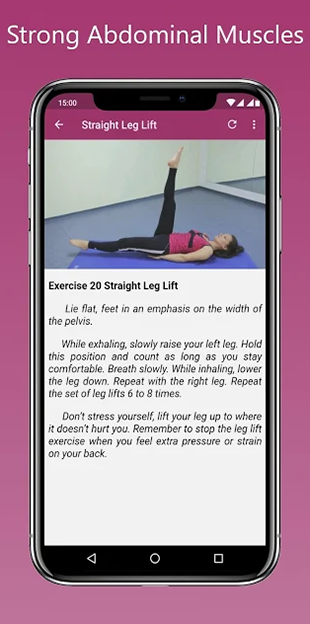 Strong Abdominal Muscles
15:00
Straight Leg Lift
Exercise 20 Straight Leg Lift
Lie flat, feet in an emphasis on the width of
the pelvis.
While exhaling, slowly raise your left leg. Hold
this position and count as long as you stay
comfortable. Breath slowly. While inhaling, lower
the leg down. Repeat with the right leg. Repeat
the set of leg lifts 6 to 8 times.
Don't stress yourself, lift your leg up to where
it doesn't hurt you. Remember to stop the leg lift
exercise when you feel extra pressure or strain
on your back.